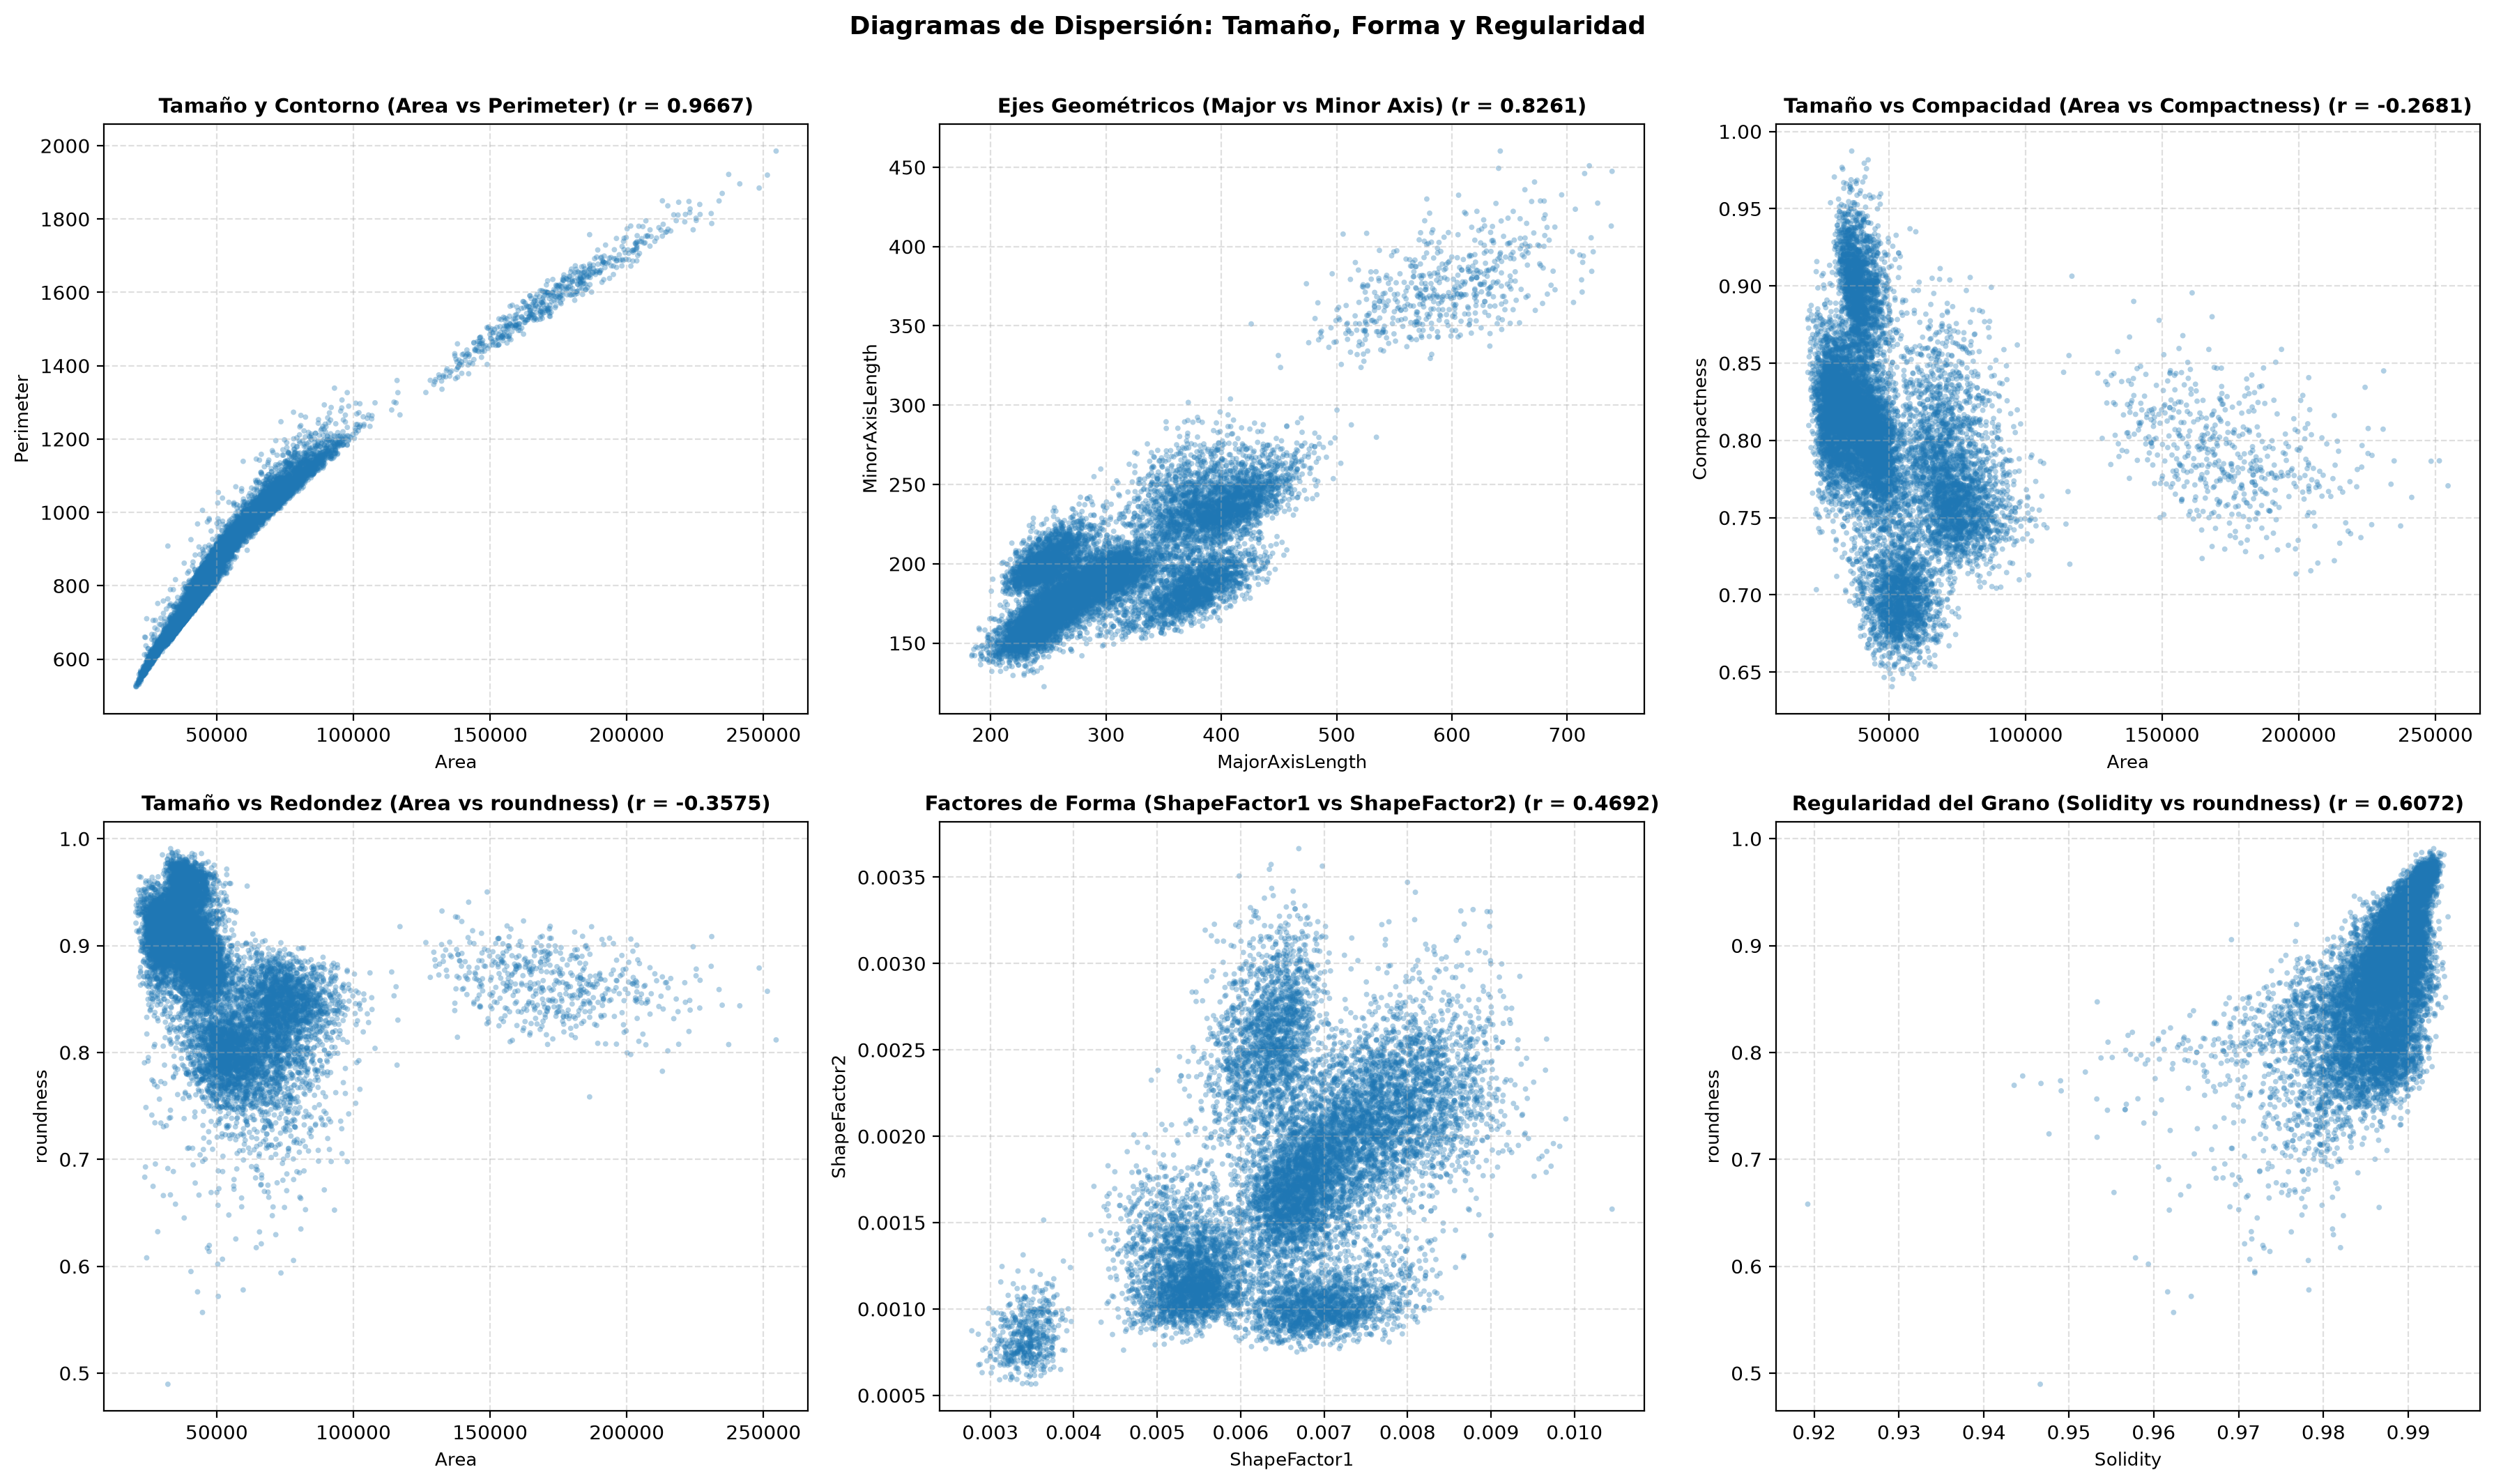 Diagramas de Dispersión: Tamaño, Forma y Regularidad
Tamaño y Contorno (Area vs Perimeter) (r = 0.9667)
Perimeter
2000
1800
1600
1400
1200
1000
800
600
50000 100000 150000 200000 250000
Area
Ejes Geométricos (Major vs Minor Axis) (r = 0.8261)
MinorAxisLength
450
400
350
300
250
200
150
200 300 400 500 600 700
MajorAxisLength
Tamaño vs Compacidad (Area vs Compactness) (r = -0.2681)
Compactness
1.00
0.95
0.90
0.85
0.80
0.75
0.70
0.65
50000 100000 150000 200000 250000
Area
Tamaño vs Redondez (Area vs roundness) (r = -0.3575)
roundness
1.0
0.9
0.8
0.7
0.6
0.5
50000 100000 150000 200000 250000
Area
Factores de Forma (ShapeFactor1 vs ShapeFactor2) (r = 0.4692)
ShapeFactor2
0.0035
0.0030
0.0025
0.0020
0.0015
0.0010
0.0005
0.003 0.004 0.005 0.006 0.007 0.008 0.009 0.010
ShapeFactor1
Regularidad del Grano (Solidity vs roundness) (r = 0.6072)
roundness
1.0
0.9
0.8
0.7
0.6
0.5
0.92 0.93 0.94 0.95 0.96 0.97 0.98 0.99
Solidity